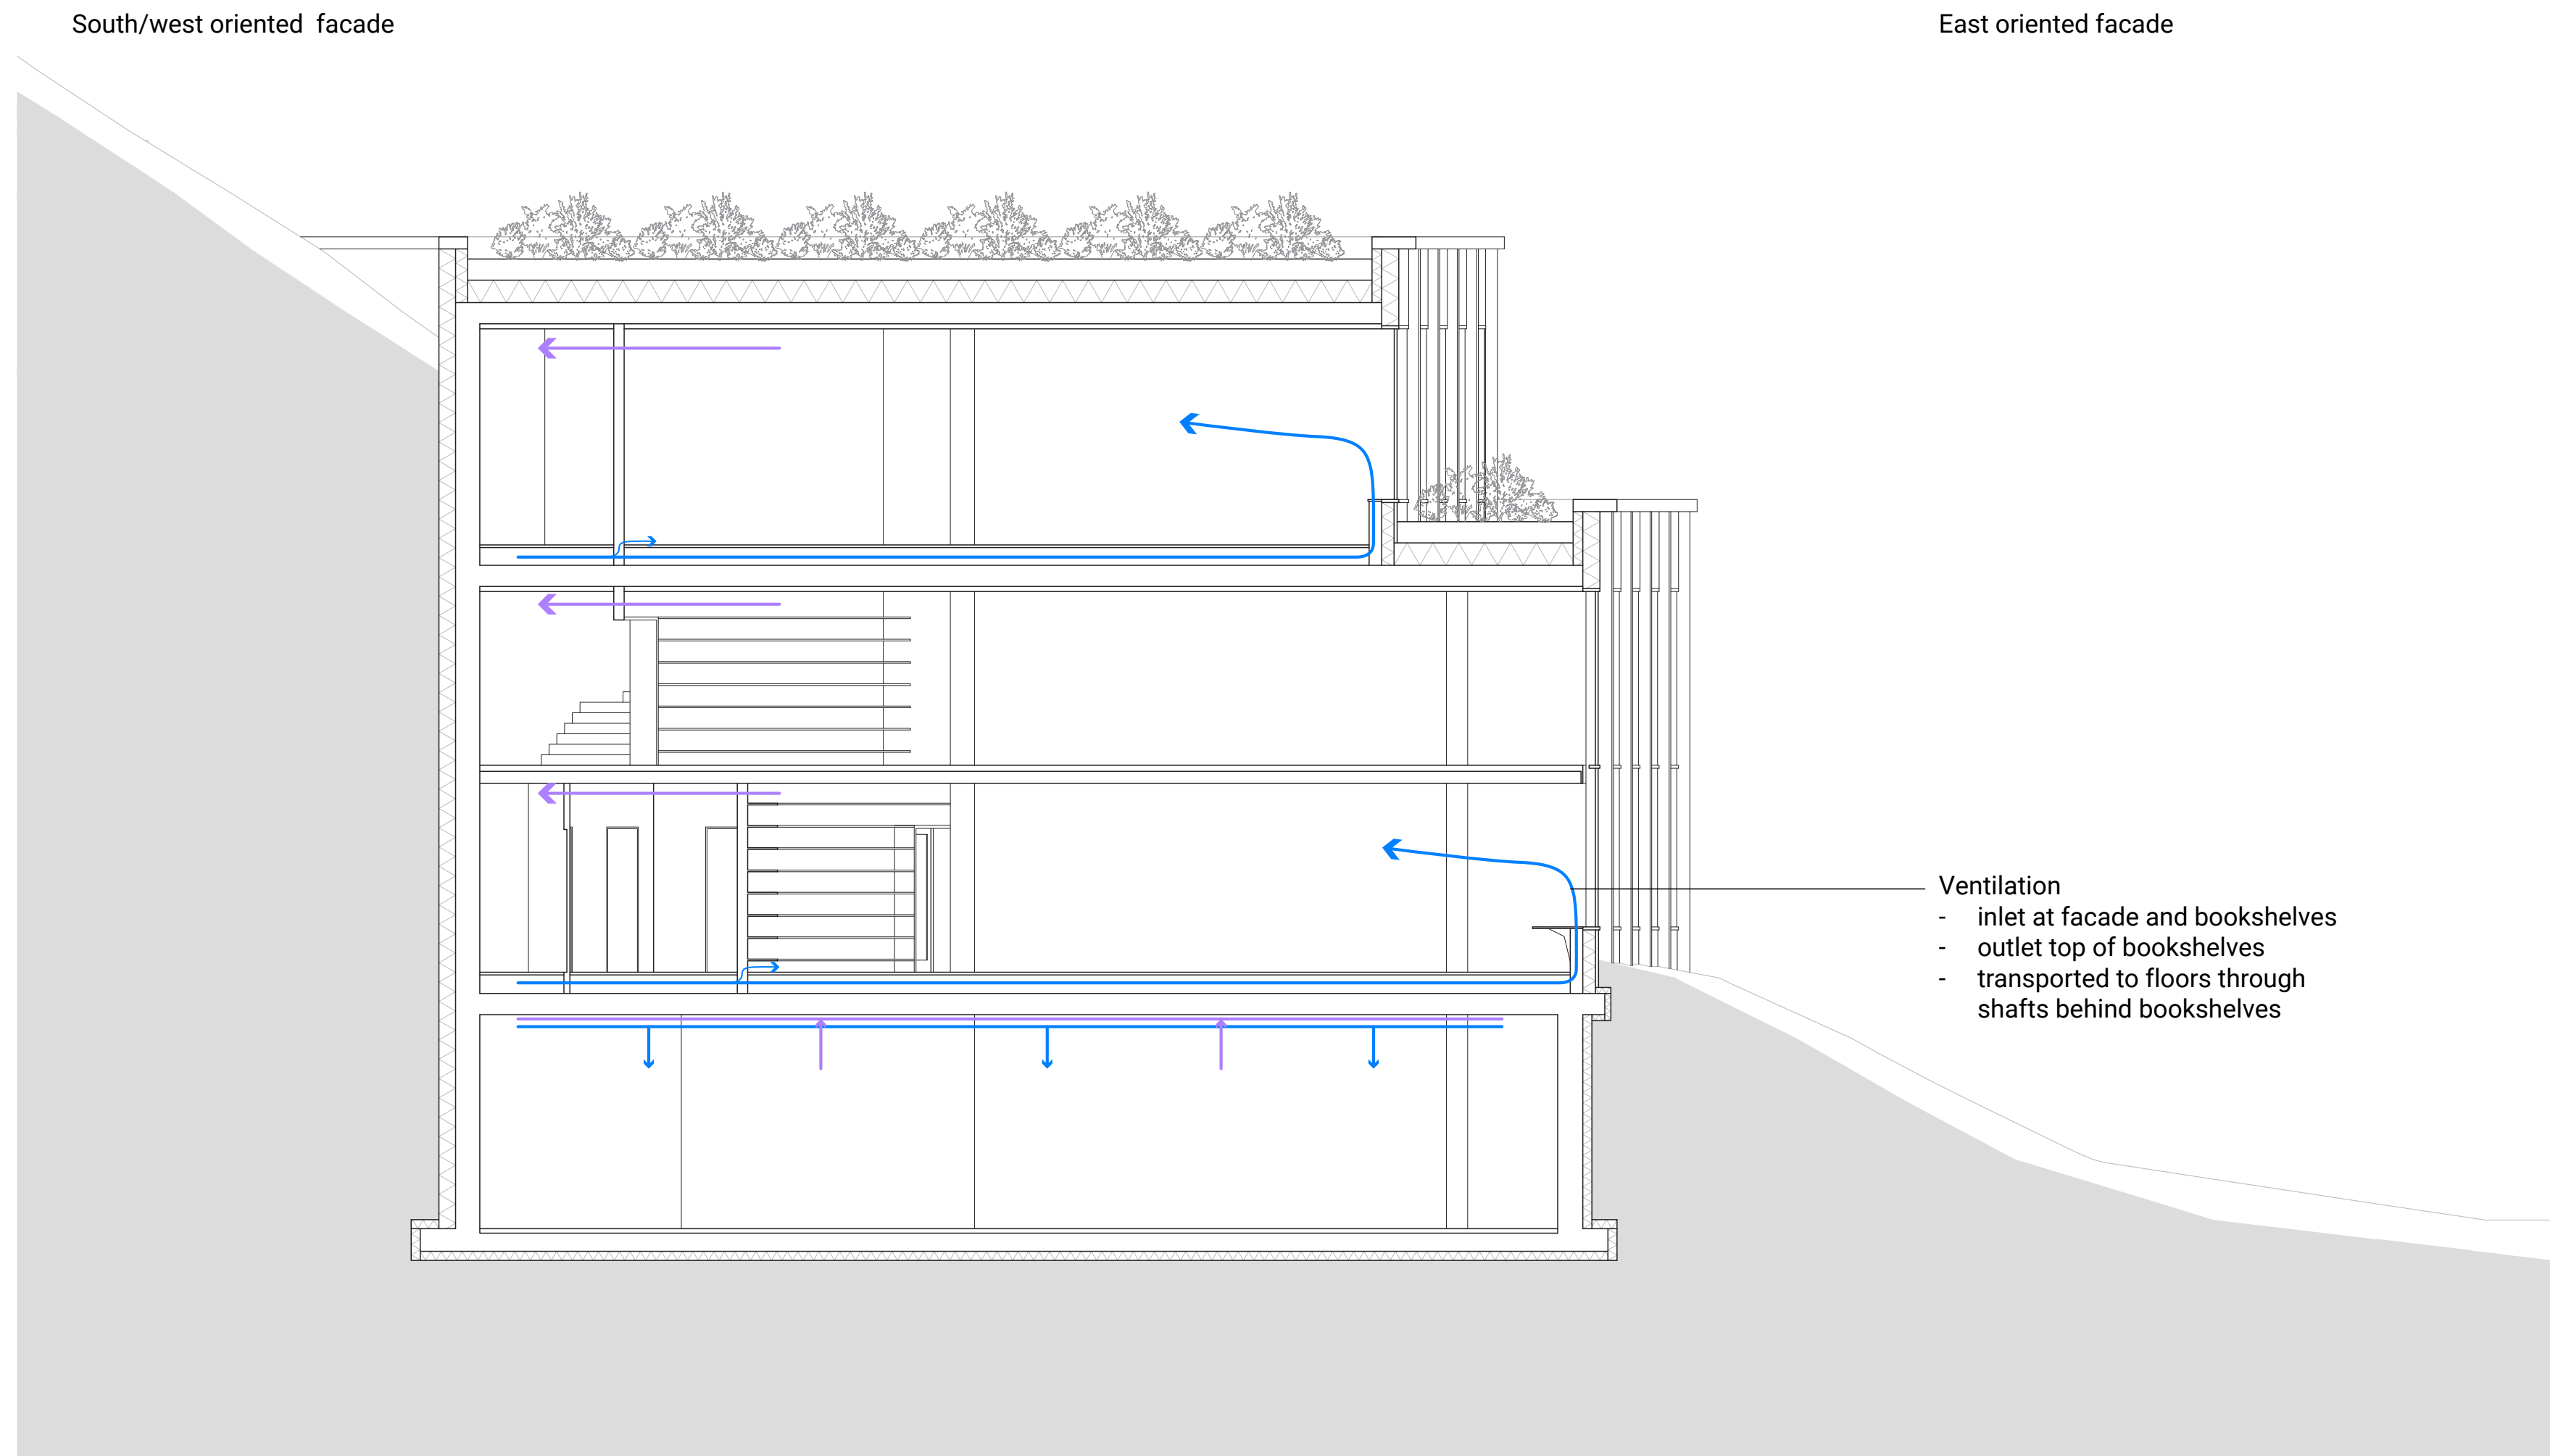 South/west oriented facade
East oriented facade
Ventilation
- inlet at facade and bookshelves
- outlet top of bookshelves
- transported to floors through
shafts behind bookshelves